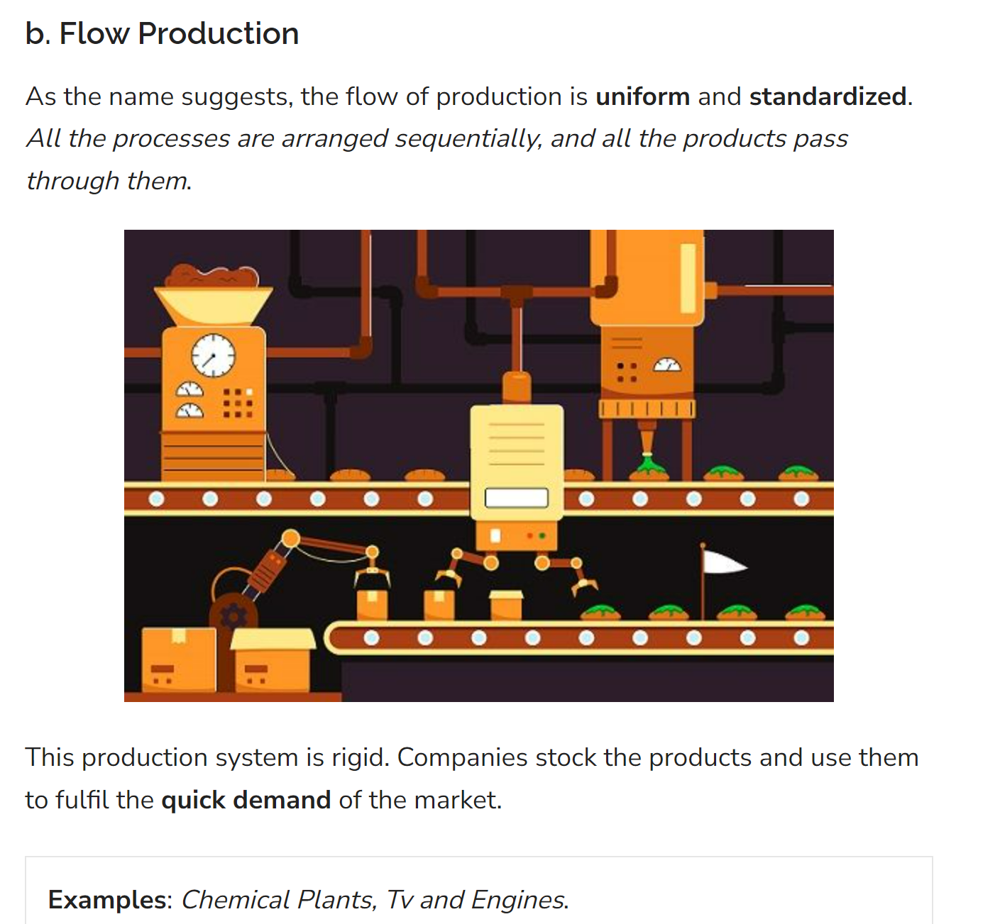 b. Flow Production
As the name suggests, the flow of production is uniform and standardized.
All the processes are arranged sequentially, and all the products pass
through them.
This production system is rigid. Companies stock the products and use them
to fulfil the quick demand of the market.
Examples: Chemical Plants, Tv and Engines.